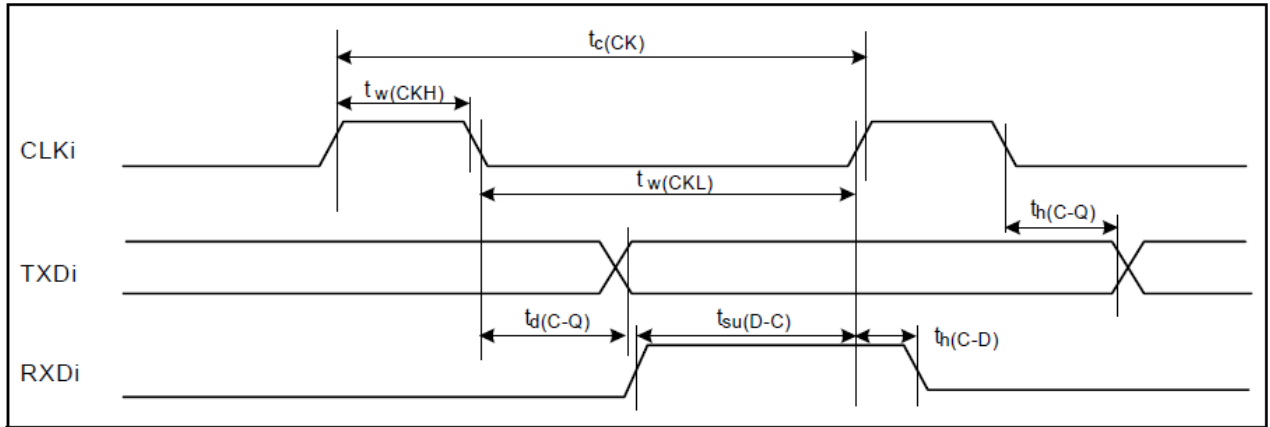 tc(CK)
tw(CKH)
CLKi
tw(CKL)
th(C-Q)
TXDi
td(C-Q)
tsu(D-C)
th(C-D)
RXDi